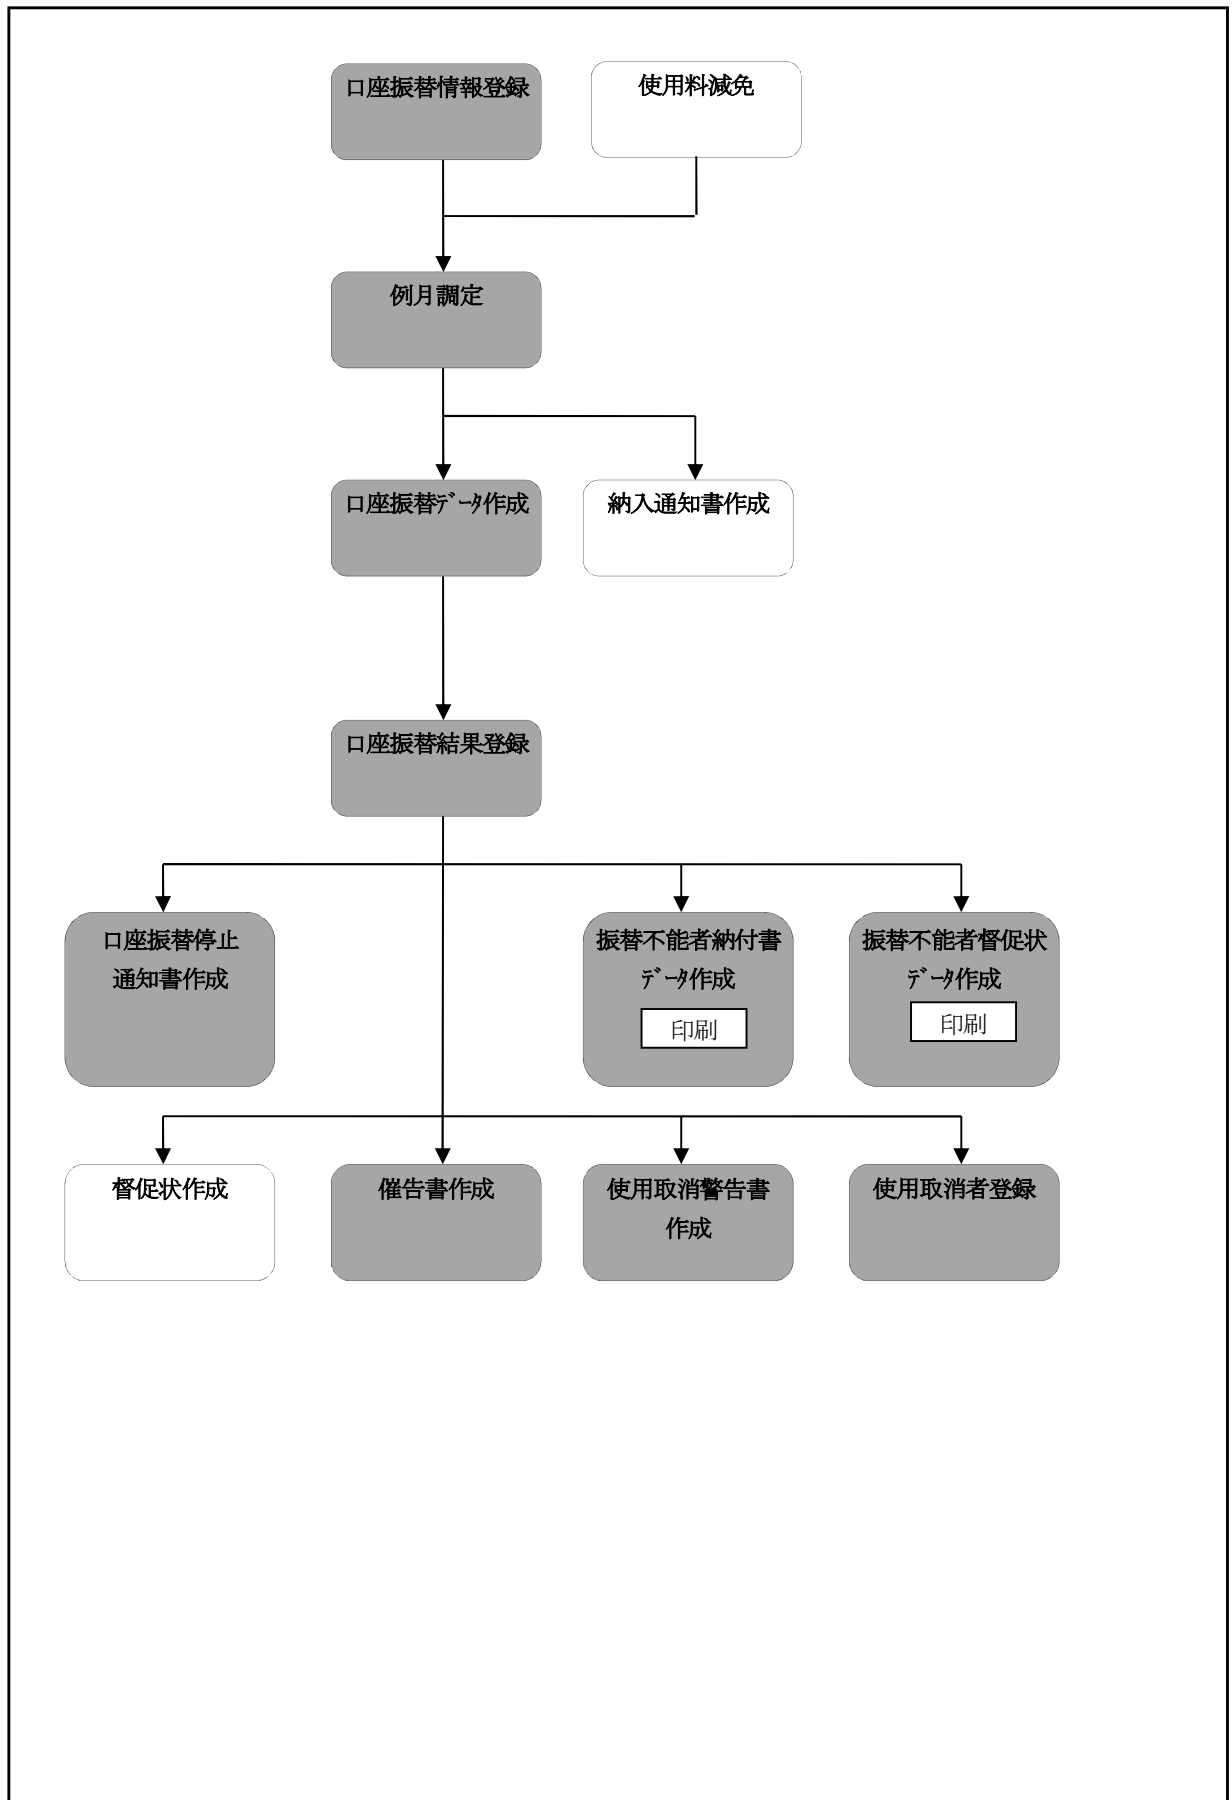 口座振替情報登録
使用料減免
例月調定
口座振替ﾃﾞｰﾀ作成
納入通知書作成
口座振替結果登録
口座振替停止
通知書作成
振替不能者納付書
ﾃﾞｰﾀ作成
印刷
振替不能者督促状
ﾃﾞｰﾀ作成
印刷
督促状作成
催告書作成
使用取消警告書
作成
使用取消者登録